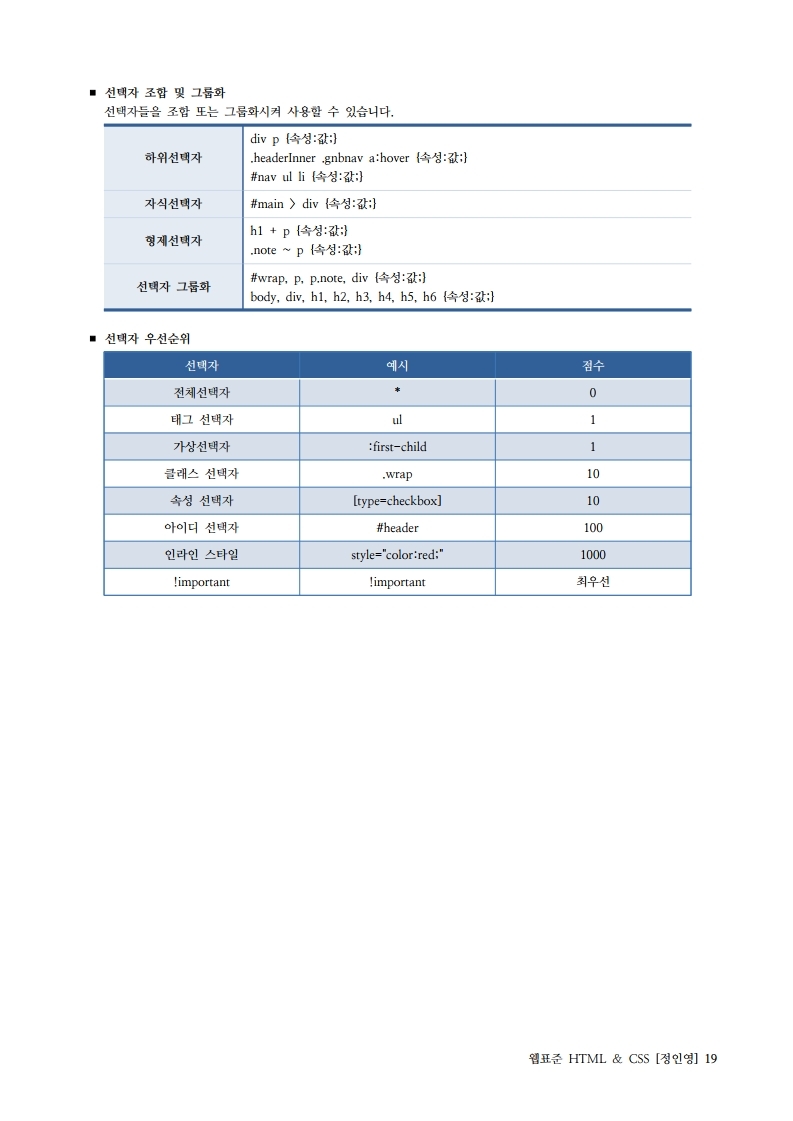 ■ 선택자 조합 및 그룹화
선택자들을 조합 또는 그룹화시켜 사용할 수 있습니다.
하위선택자
div p {속성:값;}
.headerInner .gnbnav a:hover {속성:값;}
#nav ul li {속성:값;}
자식선택자 #main > div {속성:값;}
형제선택자
h1 + p {속성:값;}
.note ~ p {속성:값;}
선택자 그룹화
#wrap, p, p.note, div {속성:값;}
body, div, h1, h2, h3, h4, h5, h6 {속성:값;}
■ 선택자 우선순위
선택자 예시 점수
전체선택자 * 0
태그 선택자 ul 1
가상선택자 :first-child 1
클래스 선택자 .wrap 10
속성 선택자 [type=checkbox] 10
아이디 선택자 #header 100
인라인 스타일 style="color:red;" 1000
!important !important 최우선
웹표준 HTML & CSS [정인영] 19